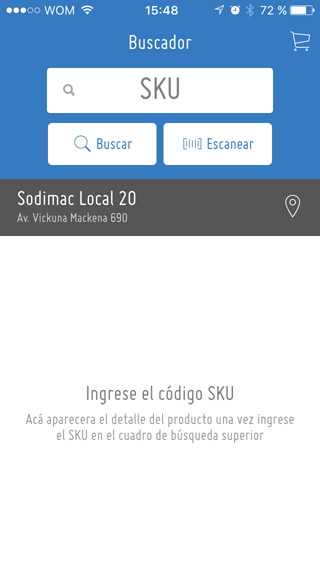 WOM 15:48 72 %
Buscador
SKU
Buscar Escanear
Sodimac Local 20
Av. Vickuna Mackena 690
Ingrese el código SKU
Acá aparecera el detalle del producto una vez ingrese
el SKU en el cuadro de búsqueda superior